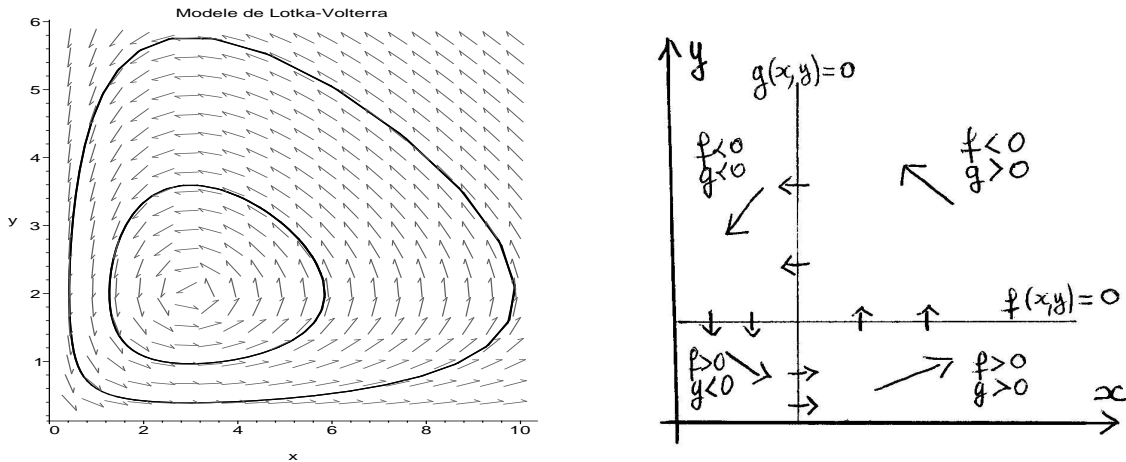 Modele de Lotka-Volterra
6
5
4
y
3
2
1
0
2
4
6
8
10
x
y
g(x,y)=0
f<0
g<0
f<0
g>0
f(x,y)=0
f>0
g<0
f>0
g>0
x